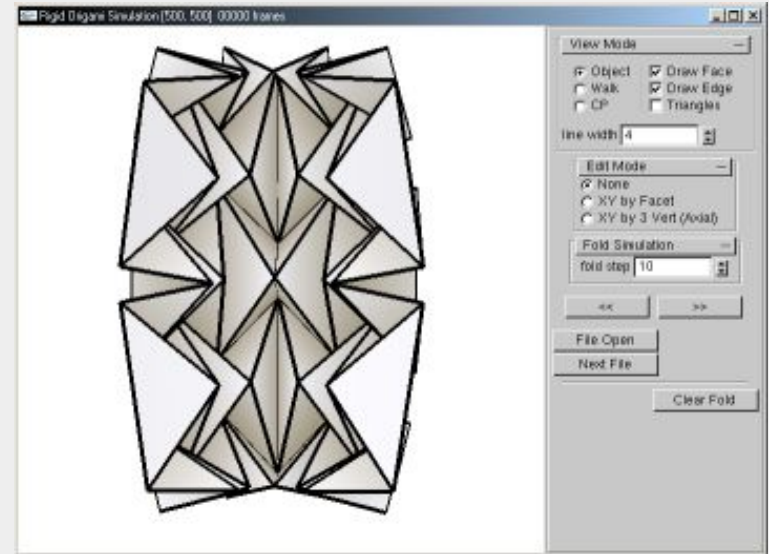 Rigid Origami Simulation [500, 500] 00000 frames
View Mode
Object Draw Face
Walk Draw Edge
CP Triangles
line width 4
Edit Mode
None
XY by Facet
XY by 3 Vert (Axial)
Fold Simulation
fold step 10
<< >>
File Open
Next File
Clear Fold